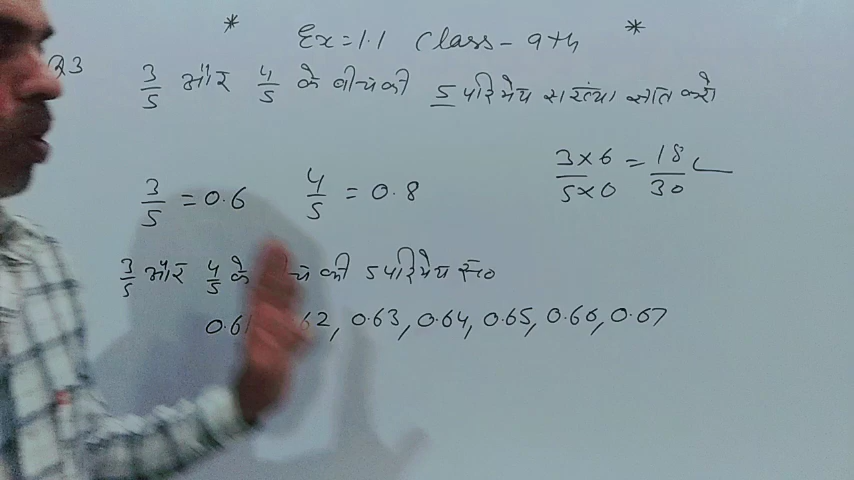 * Ex=1.1 Class - 9th *
Q3 3/5 और 4/5 के बीच की 5 परिमेय संख्या ज्ञात करो
3/5 = 0.6 4/5 = 0.8 3×6/5×0 = 18/30
3/5 और 4/5 के की 5 परिमेय सं०
0.61 62, 0.63, 0.64, 0.65, 0.66, 0.67